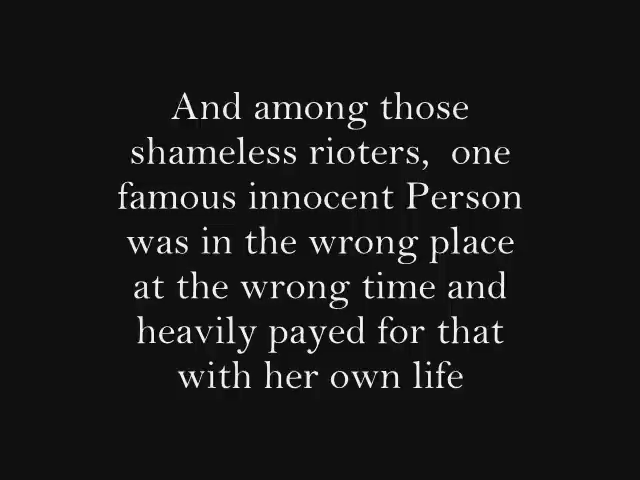 And among those
shameless rioters,  one
famous innocent Person
was in the wrong place
at the wrong time and
heavily payed for that
with her own life